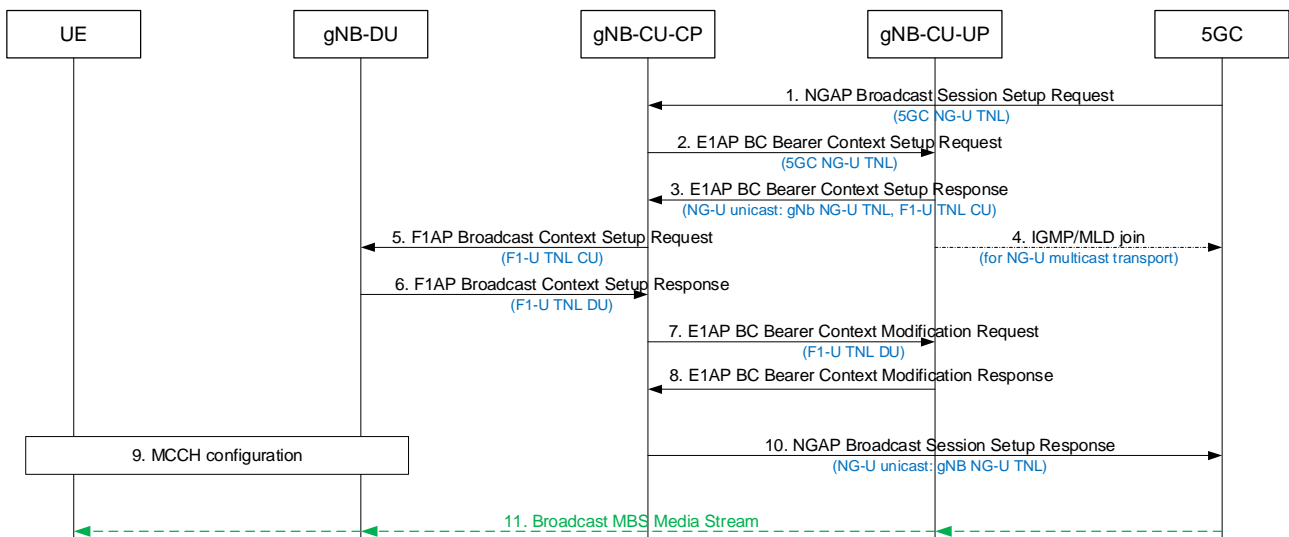 UE
gNB-DU
gNB-CU-CP
gNB-CU-UP
5GC
1. NGAP Broadcast Session Setup Request
(5GC NG-U TNL)
2. E1AP BC Bearer Context Setup Request
(5GC NG-U TNL)
3. E1AP BC Bearer Context Setup Response
(NG-U unicast: gNb NG-U TNL, F1-U TNL CU)
5. F1AP Broadcast Context Setup Request
(F1-U TNL CU)
4. IGMP/MLD join
(for NG-U multicast transport)
6. F1AP Broadcast Context Setup Response
(F1-U TNL DU)
7. E1AP BC Bearer Context Modification Request
(F1-U TNL DU)
8. E1AP BC Bearer Context Modification Response
9. MCCH configuration
10. NGAP Broadcast Session Setup Response
(NG-U unicast: gNB NG-U TNL)
11. Broadcast MBS Media Stream